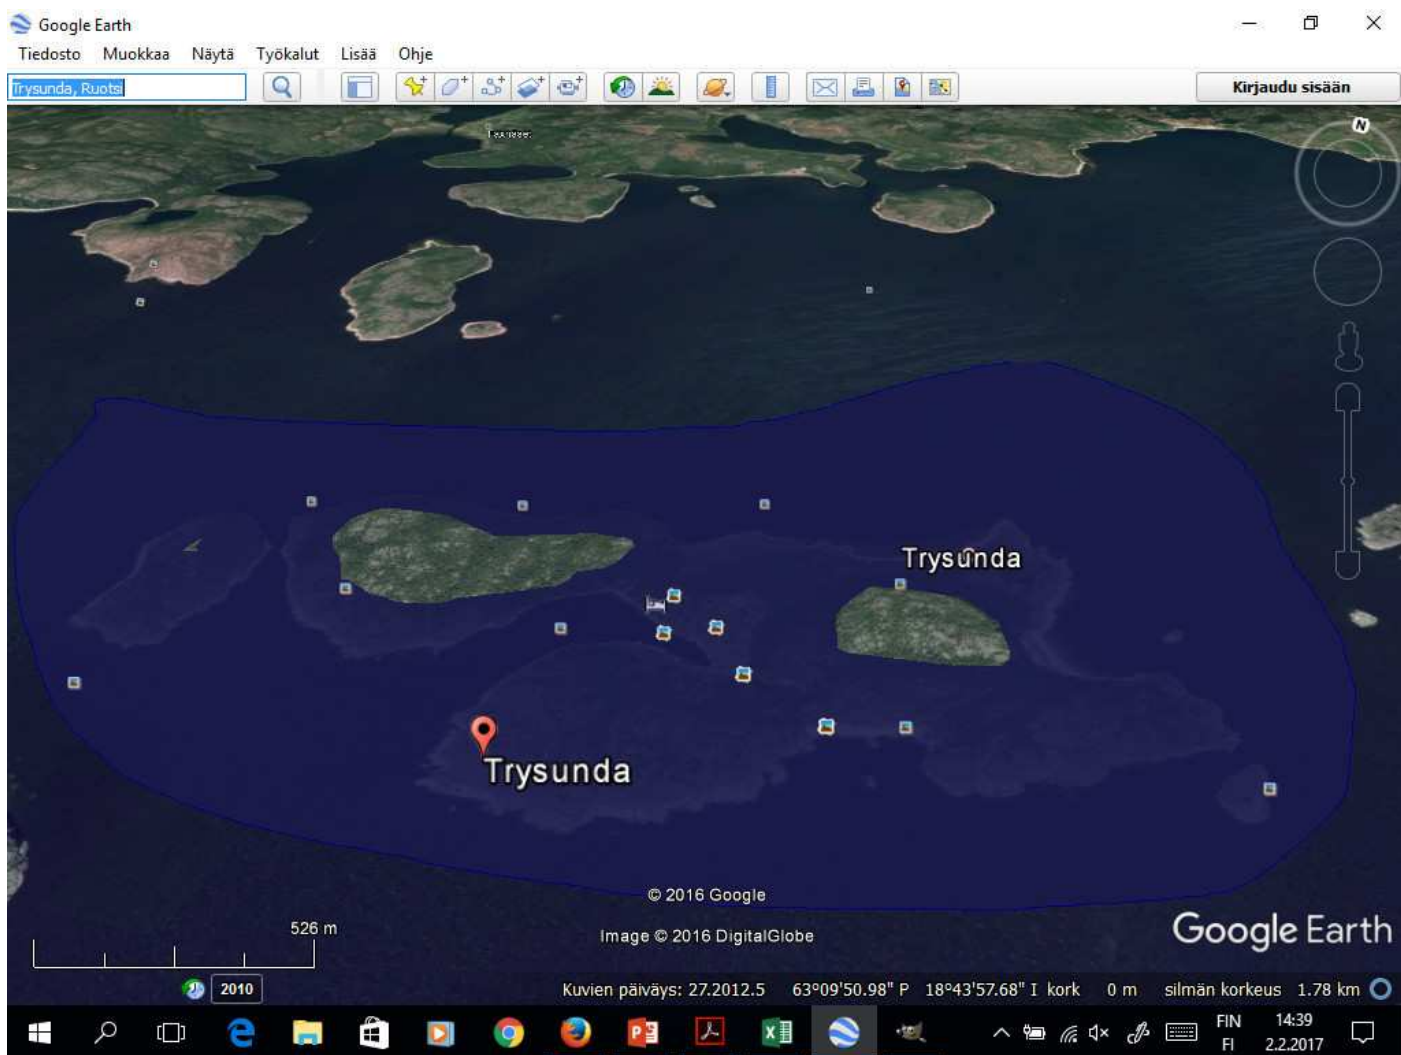 Google Earth
Tiedosto Muokkaa Näytä Työkalut Lisää Ohje
Trysunda, Ruotsi
Kirjaudu sisään
N
Trysunda
Trysunda
© 2016 Google
526 m
Image © 2016 DigitalGlobe
Google Earth
2010
Kuvien päiväys: 27.2012.5 63°09'50.98" P 18°43'57.68" I kork 0 m silmän korkeus 1.78 km
FIN 14:39
FI 2.2.2017